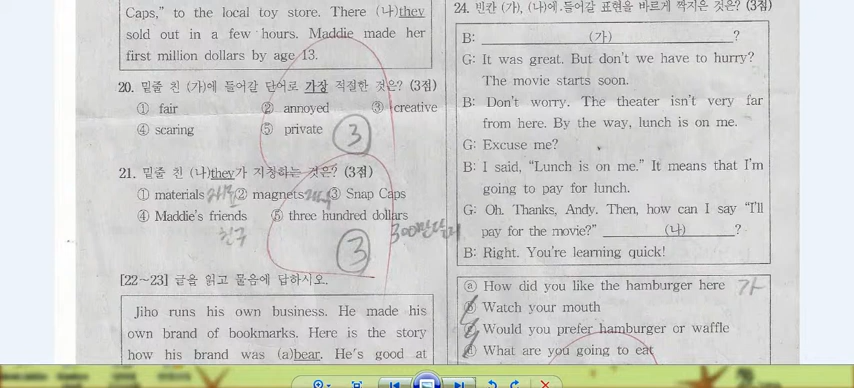 Caps,” to the local toy store. There (나)they
sold out in a few hours. Maddie made her
first million dollars by age 13.
20. 밑줄 친 (가)에 들어갈 단어로 가장 적절한 것은? (3점)
① fair ② annoyed ③ creative
④ scaring ⑤ private
3
21. 밑줄 친 (나)they가 지칭하는 것은? (3점)
① materials ② magnets ③ Snap Caps
④ Maddie's friends ⑤ three hundred dollars
친구
3
[22~23] 글을 읽고 물음에 답하시오.
Jiho runs his own business. He made his
own brand of bookmarks. Here is the story
how his brand was (a)bear. He's good at
24. 빈칸 (가), (나)에 들어갈 표현을 바르게 짝지은 것은? (3점)
B: (가) ?
G: It was great. But don't we have to hurry?
The movie starts soon.
B: Don't worry. The theater isn't very far
from here. By the way, lunch is on me.
G: Excuse me?
B: I said, “Lunch is on me.” It means that I'm
going to pay for lunch.
G: Oh. Thanks, Andy. Then, how can I say “I'll
pay for the movie?” (나) ?
B: Right. You're learning quick!
ⓐ How did you like the hamburger here 가
ⓑ Watch your mouth
ⓒ Would you prefer hamburger or waffle
ⓓ What are you going to eat